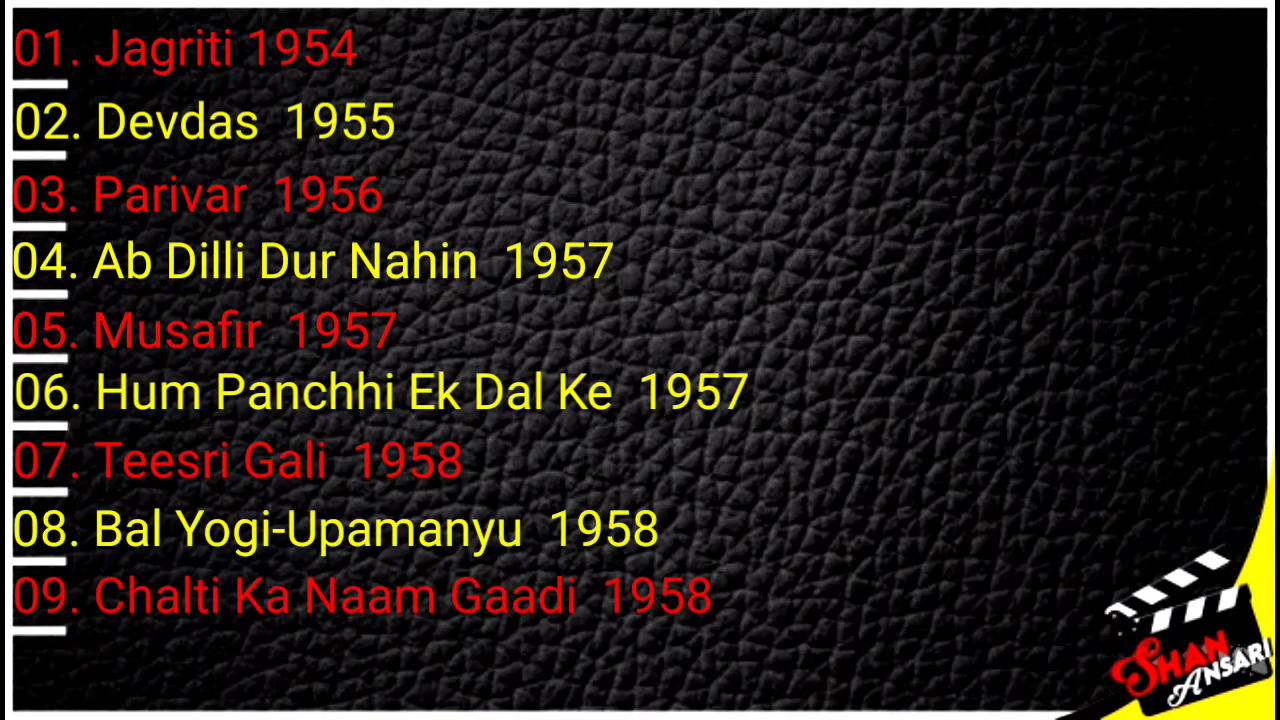 01. Jagriti 1954
02. Devdas 1955
03. Parivar 1956
04. Ab Dilli Dur Nahin 1957
05. Musafir 1957
06. Hum Panchhi Ek Dal Ke 1957
07. Teesri Gali 1958
08. Bal Yogi-Upamanyu 1958
09. Chalti Ka Naam Gaadi 1958
SHAN
ANSARI